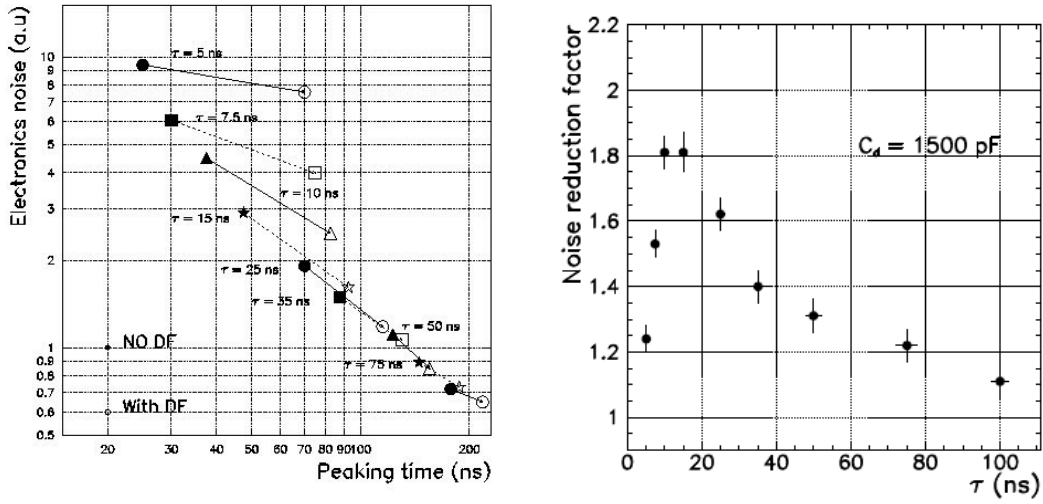 Electronics noise (a.u)
10
9
8
7
6
5
4
3
2
1
0.9
0.8
0.7
0.6
0.5
τ = 5 ns
τ = 7.5 ns
τ = 10 ns
τ = 15 ns
τ = 25 ns
τ = 35 ns
τ = 50 ns
τ = 75 ns
NO DF
With DF
20 30 40 50 60 70 80 90 100 200
Peaking time (ns)
Noise reduction factor
2.2
2
1.8
1.6
1.4
1.2
1
C_d = 1500 pF
0 20 40 60 80 100
τ (ns)